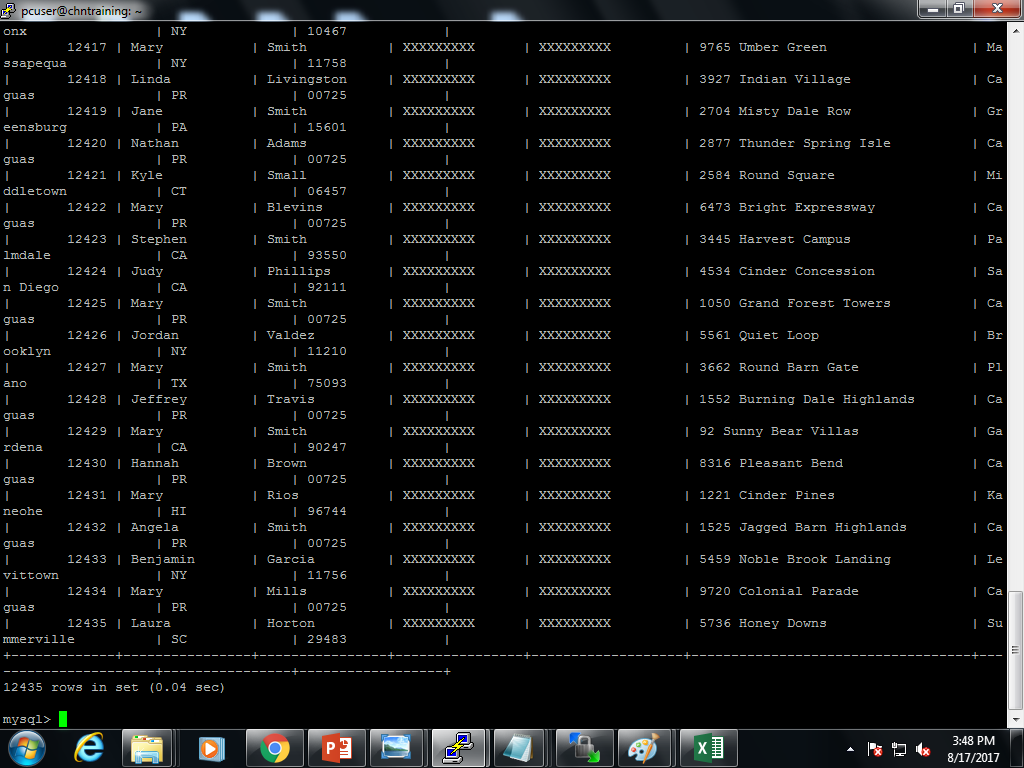 pcuser@chntraining: ~
onx | NY | 10467 |
| 12417 | Mary | Smith | XXXXXXXXX | XXXXXXXXX | 9765 Umber Green | Ma
ssapequa | NY | 11758 |
| 12418 | Linda | Livingston | XXXXXXXXX | XXXXXXXXX | 3927 Indian Village | Ca
guas | PR | 00725 |
| 12419 | Jane | Smith | XXXXXXXXX | XXXXXXXXX | 2704 Misty Dale Row | Gr
eensburg | PA | 15601 |
| 12420 | Nathan | Adams | XXXXXXXXX | XXXXXXXXX | 2877 Thunder Spring Isle | Ca
guas | PR | 00725 |
| 12421 | Kyle | Small | XXXXXXXXX | XXXXXXXXX | 2584 Round Square | Mi
ddletown | CT | 06457 |
| 12422 | Mary | Blevins | XXXXXXXXX | XXXXXXXXX | 6473 Bright Expressway | Ca
guas | PR | 00725 |
| 12423 | Stephen | Smith | XXXXXXXXX | XXXXXXXXX | 3445 Harvest Campus | Pa
lmdale | CA | 93550 |
| 12424 | Judy | Phillips | XXXXXXXXX | XXXXXXXXX | 4534 Cinder Concession | Sa
n Diego | CA | 92111 |
| 12425 | Mary | Smith | XXXXXXXXX | XXXXXXXXX | 1050 Grand Forest Towers | Ca
guas | PR | 00725 |
| 12426 | Jordan | Valdez | XXXXXXXXX | XXXXXXXXX | 5561 Quiet Loop | Br
ooklyn | NY | 11210 |
| 12427 | Mary | Smith | XXXXXXXXX | XXXXXXXXX | 3662 Round Barn Gate | Pl
ano | TX | 75093 |
| 12428 | Jeffrey | Travis | XXXXXXXXX | XXXXXXXXX | 1552 Burning Dale Highlands | Ca
guas | PR | 00725 |
| 12429 | Mary | Smith | XXXXXXXXX | XXXXXXXXX | 92 Sunny Bear Villas | Ga
rdena | CA | 90247 |
| 12430 | Hannah | Brown | XXXXXXXXX | XXXXXXXXX | 8316 Pleasant Bend | Ca
guas | PR | 00725 |
| 12431 | Mary | Rios | XXXXXXXXX | XXXXXXXXX | 1221 Cinder Pines | Ka
neohe | HI | 96744 |
| 12432 | Angela | Smith | XXXXXXXXX | XXXXXXXXX | 1525 Jagged Barn Highlands | Ca
guas | PR | 00725 |
| 12433 | Benjamin | Garcia | XXXXXXXXX | XXXXXXXXX | 5459 Noble Brook Landing | Le
vittown | NY | 11756 |
| 12434 | Mary | Mills | XXXXXXXXX | XXXXXXXXX | 9720 Colonial Parade | Ca
guas | PR | 00725 |
| 12435 | Laura | Horton | XXXXXXXXX | XXXXXXXXX | 5736 Honey Downs | Su
mmerville | SC | 29483 |
+-------------+----------------+----------------+----------------+-------------------+-----------------------------------+---
-------------------+----------------+------------------+
12435 rows in set (0.04 sec)
mysql>
3:48 PM
8/17/2017